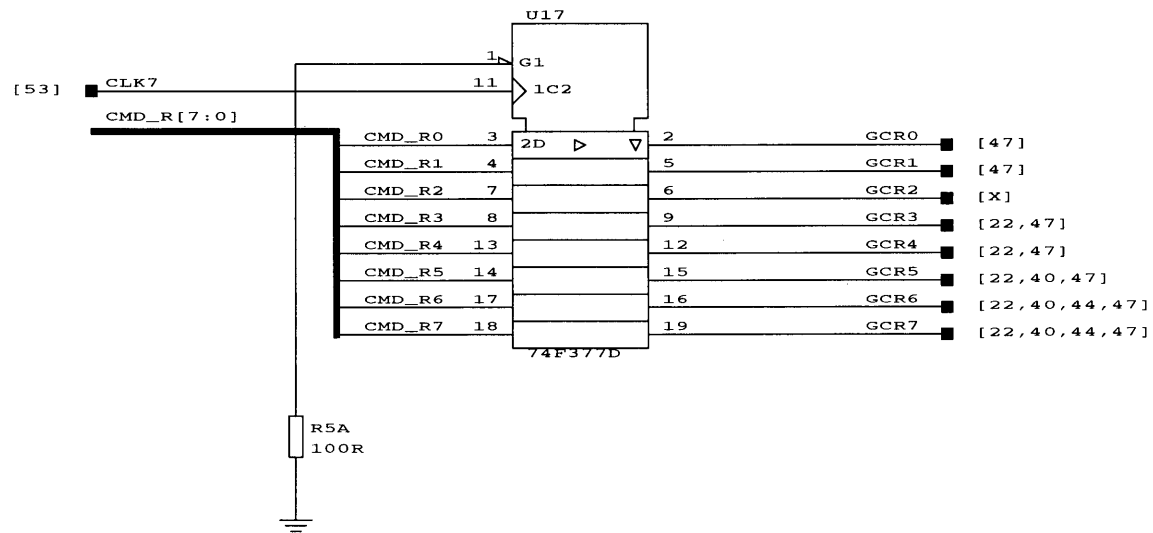 U17
1 G1
[53] CLK7 11 1C2
CMD_R[7:0]
CMD_R0 3 2D 2 GCR0 [47]
CMD_R1 4 5 GCR1 [47]
CMD_R2 7 6 GCR2 [X]
CMD_R3 8 9 GCR3 [22,47]
CMD_R4 13 12 GCR4 [22,47]
CMD_R5 14 15 GCR5 [22,40,47]
CMD_R6 17 16 GCR6 [22,40,44,47]
CMD_R7 18 19 GCR7 [22,40,44,47]
74F377D
R5A
100R